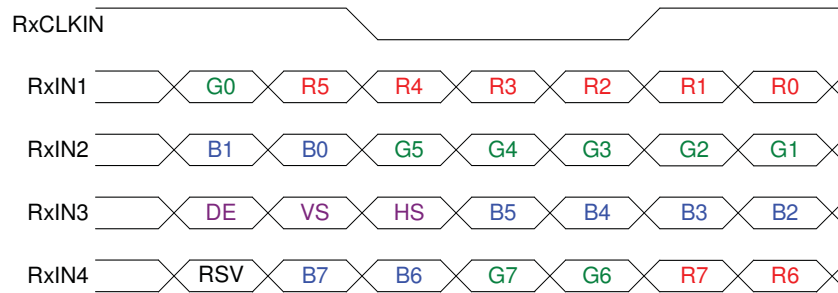 RxCLKIN
RxIN1 G0 R5 R4 R3 R2 R1 R0
RxIN2 B1 B0 G5 G4 G3 G2 G1
RxIN3 DE VS HS B5 B4 B3 B2
RxIN4 RSV B7 B6 G7 G6 R7 R6